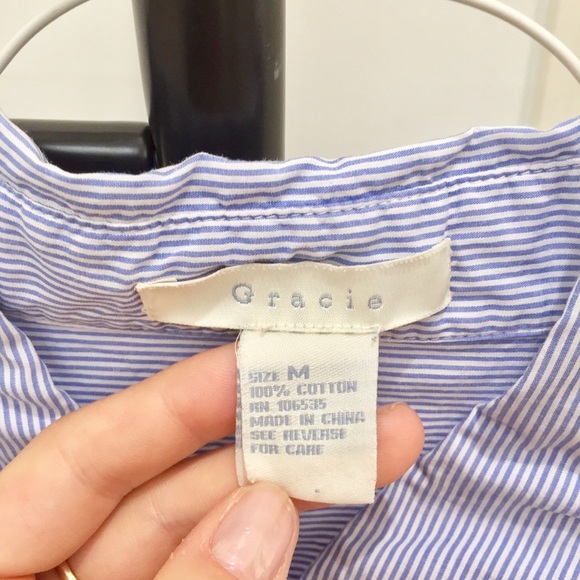 Gracie
SIZE M
100% COTTON
RN 106535
MADE IN CHINA
SEE REVERSE
FOR CARE